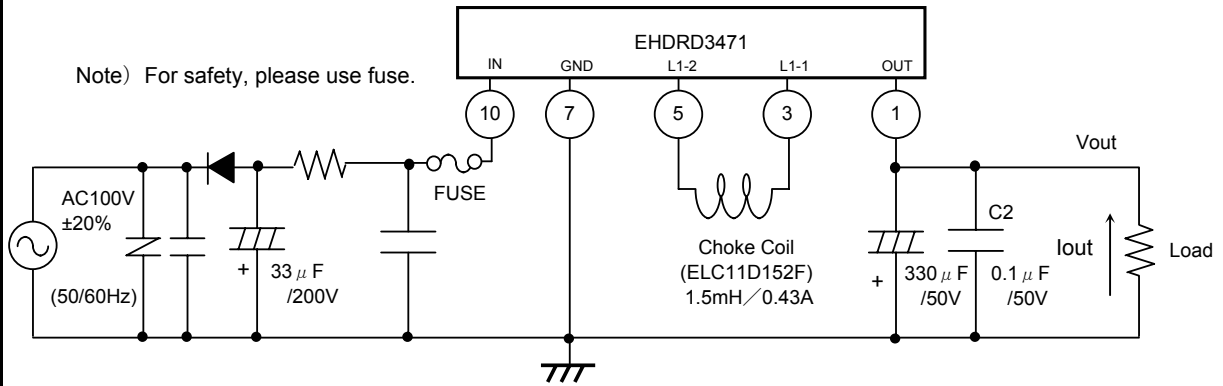 EHDRD3471
IN GND L1-2 L1-1 OUT
Note）For safety, please use fuse.
10 7 5 3 1
Vout
FUSE
AC100V
±20%
(50/60Hz)
+ 33μF
/200V
Choke Coil
(ELC11D152F)
1.5mH／0.43A
+ 330μF
/50V
C2
0.1μF
/50V
Iout
Load